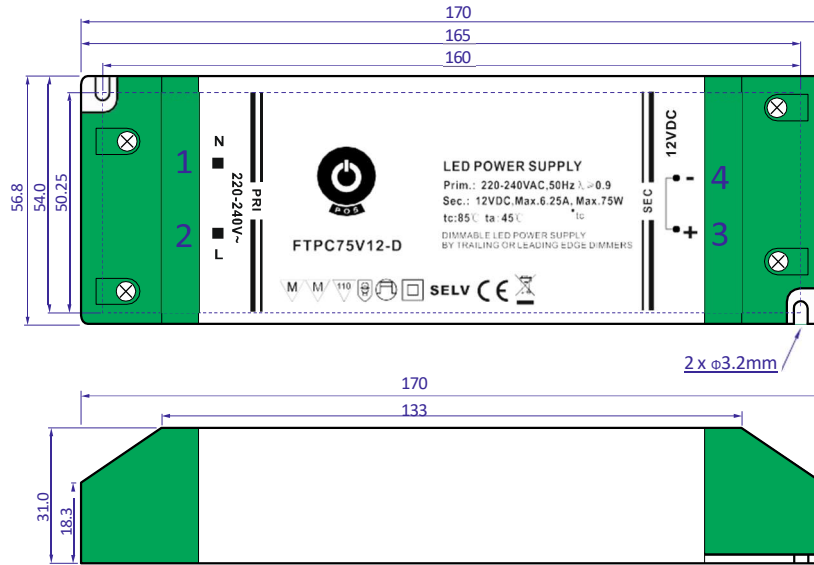 170
165
160
56.8
54.0
50.25
1
2
N
L
220-240V~
PRI
POS
FTPC75V12-D
LED POWER SUPPLY
Prim.: 220-240VAC,50Hz λ≥0.9
Sec.: 12VDC,Max.6.25A, Max.75W
tc:85℃ ta:45℃
tc
DIMMABLE LED POWER SUPPLY
BY TRAILING OR LEADING EDGE DIMMERS
M M 110 SELV CE
SEC
12VDC
-
+
4
3
2 x Φ3.2mm
170
133
31.0
18.3